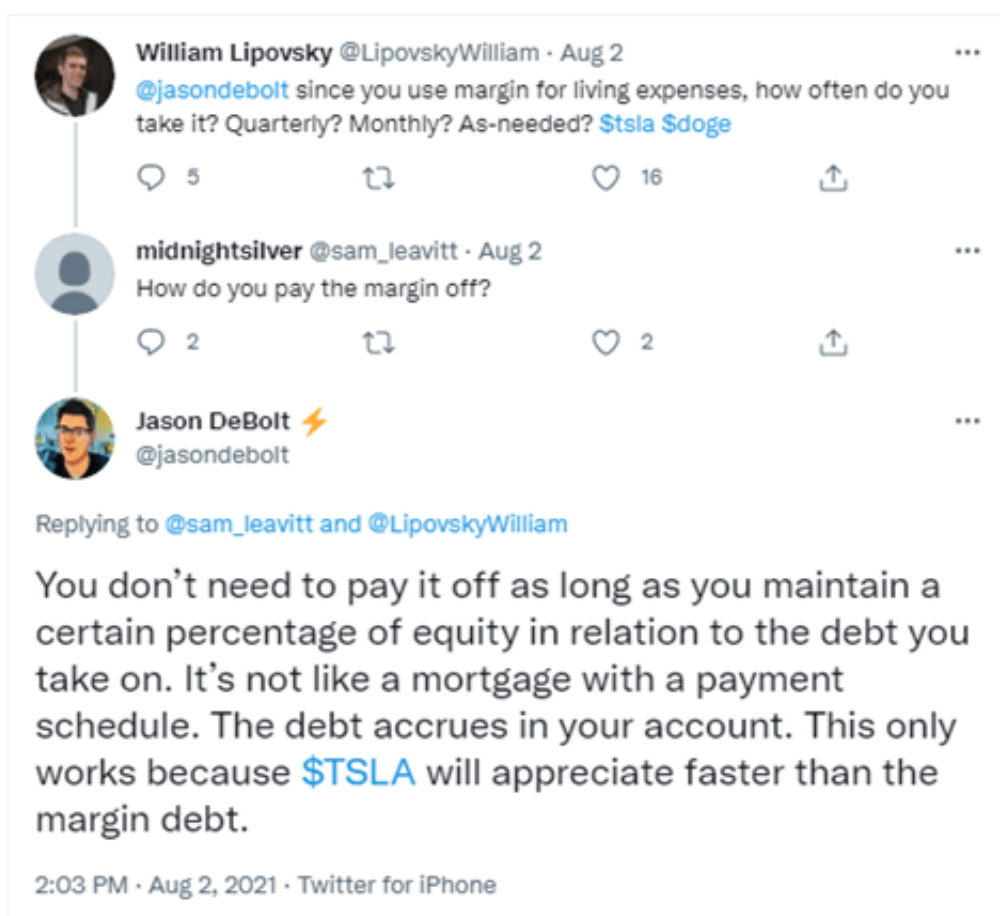 William Lipovsky @LipovskyWilliam · Aug 2
@jasondebolt since you use margin for living expenses, how often do you
take it? Quarterly? Monthly? As-needed? $tsla $doge
5 16
midnightsilver @sam_leavitt · Aug 2
How do you pay the margin off?
2 2
Jason DeBolt ⚡
@jasondebolt
Replying to @sam_leavitt and @LipovskyWilliam
You don’t need to pay it off as long as you maintain a
certain percentage of equity in relation to the debt you
take on. It’s not like a mortgage with a payment
schedule. The debt accrues in your account. This only
works because $TSLA will appreciate faster than the
margin debt.
2:03 PM · Aug 2, 2021 · Twitter for iPhone